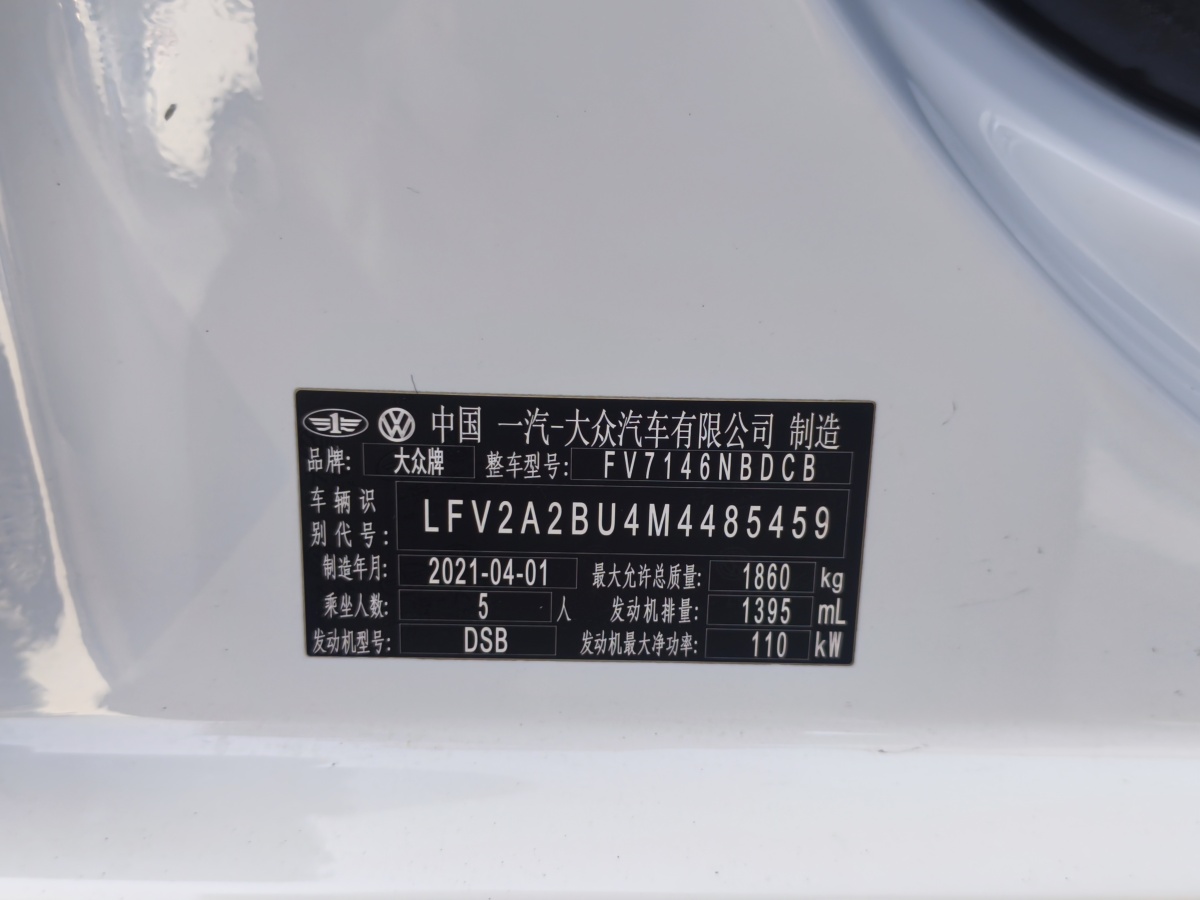 中国 一汽-大众汽车有限公司 制造
品牌: 大众牌 整车型号: FV7146NBDCB
车辆识
别代号: LFV2A2BU4M4485459
制造年月: 2021-04-01 最大允许总质量: 1860 kg
乘坐人数: 5 人 发动机排量: 1395 mL
发动机型号: DSB 发动机最大净功率: 110 kW